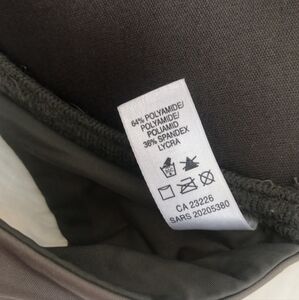 64% POLYAMIDE/
POLYAMIDE/
POLIAMID
36% SPANDEX
LYCRA
CA 23226
SARS 20205380